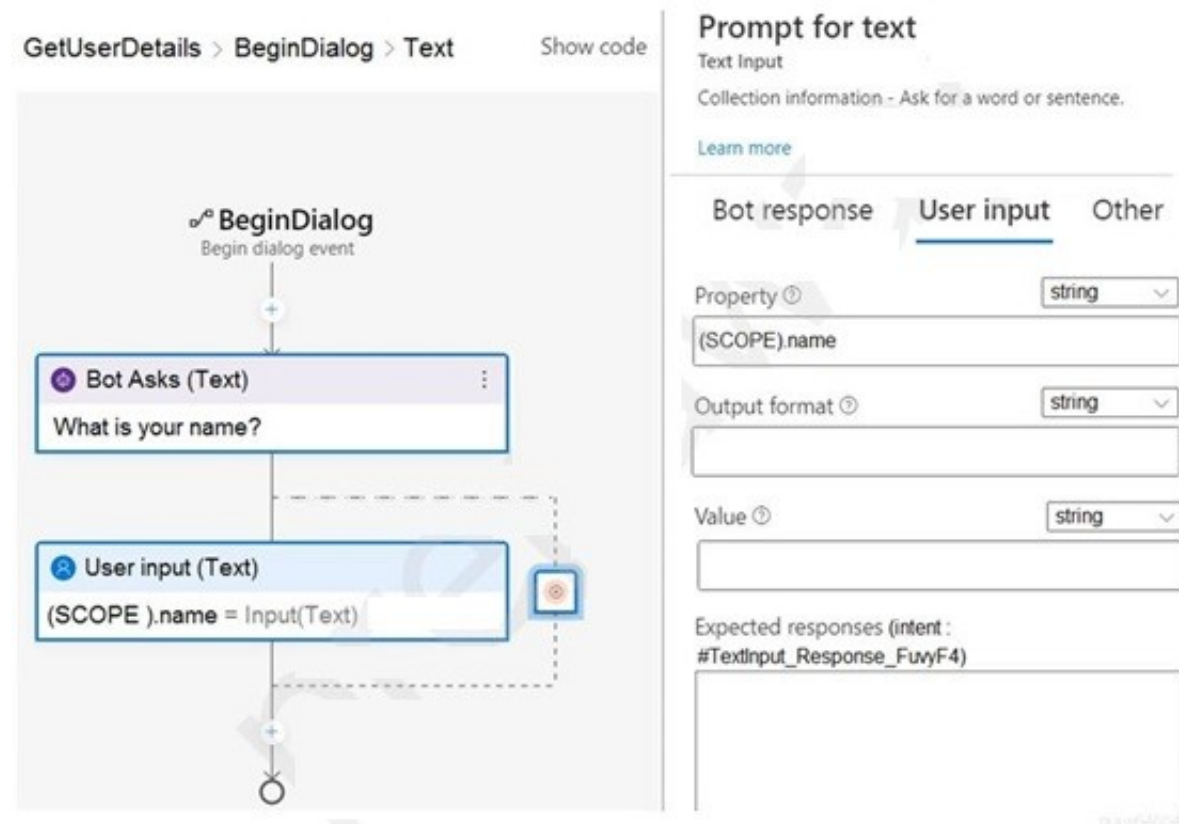 GetUserDetails > BeginDialog > Text
Show code
BeginDialog
Begin dialog event
Bot Asks (Text)
What is your name?
User input (Text)
(SCOPE ).name = Input(Text)
Prompt for text
Text Input
Collection information - Ask for a word or sentence.
Learn more
Bot response User input Other
Property string
(SCOPE).name
Output format string
Value string
Expected responses (intent :
#TextInput_Response_FuvyF4)